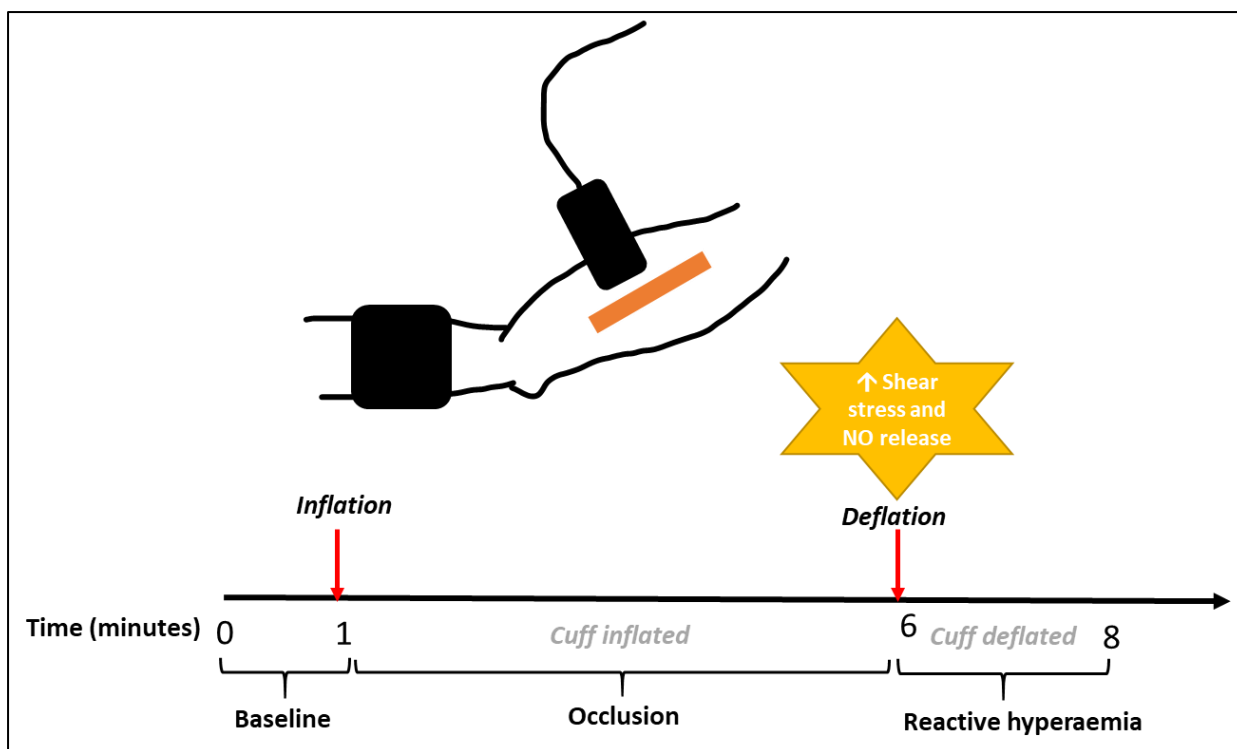 ↑ Shear
stress and
NO release
Inflation
Deflation
Time (minutes)
0
1
Cuff inflated
6
Cuff deflated
8
Baseline
Occlusion
Reactive hyperaemia